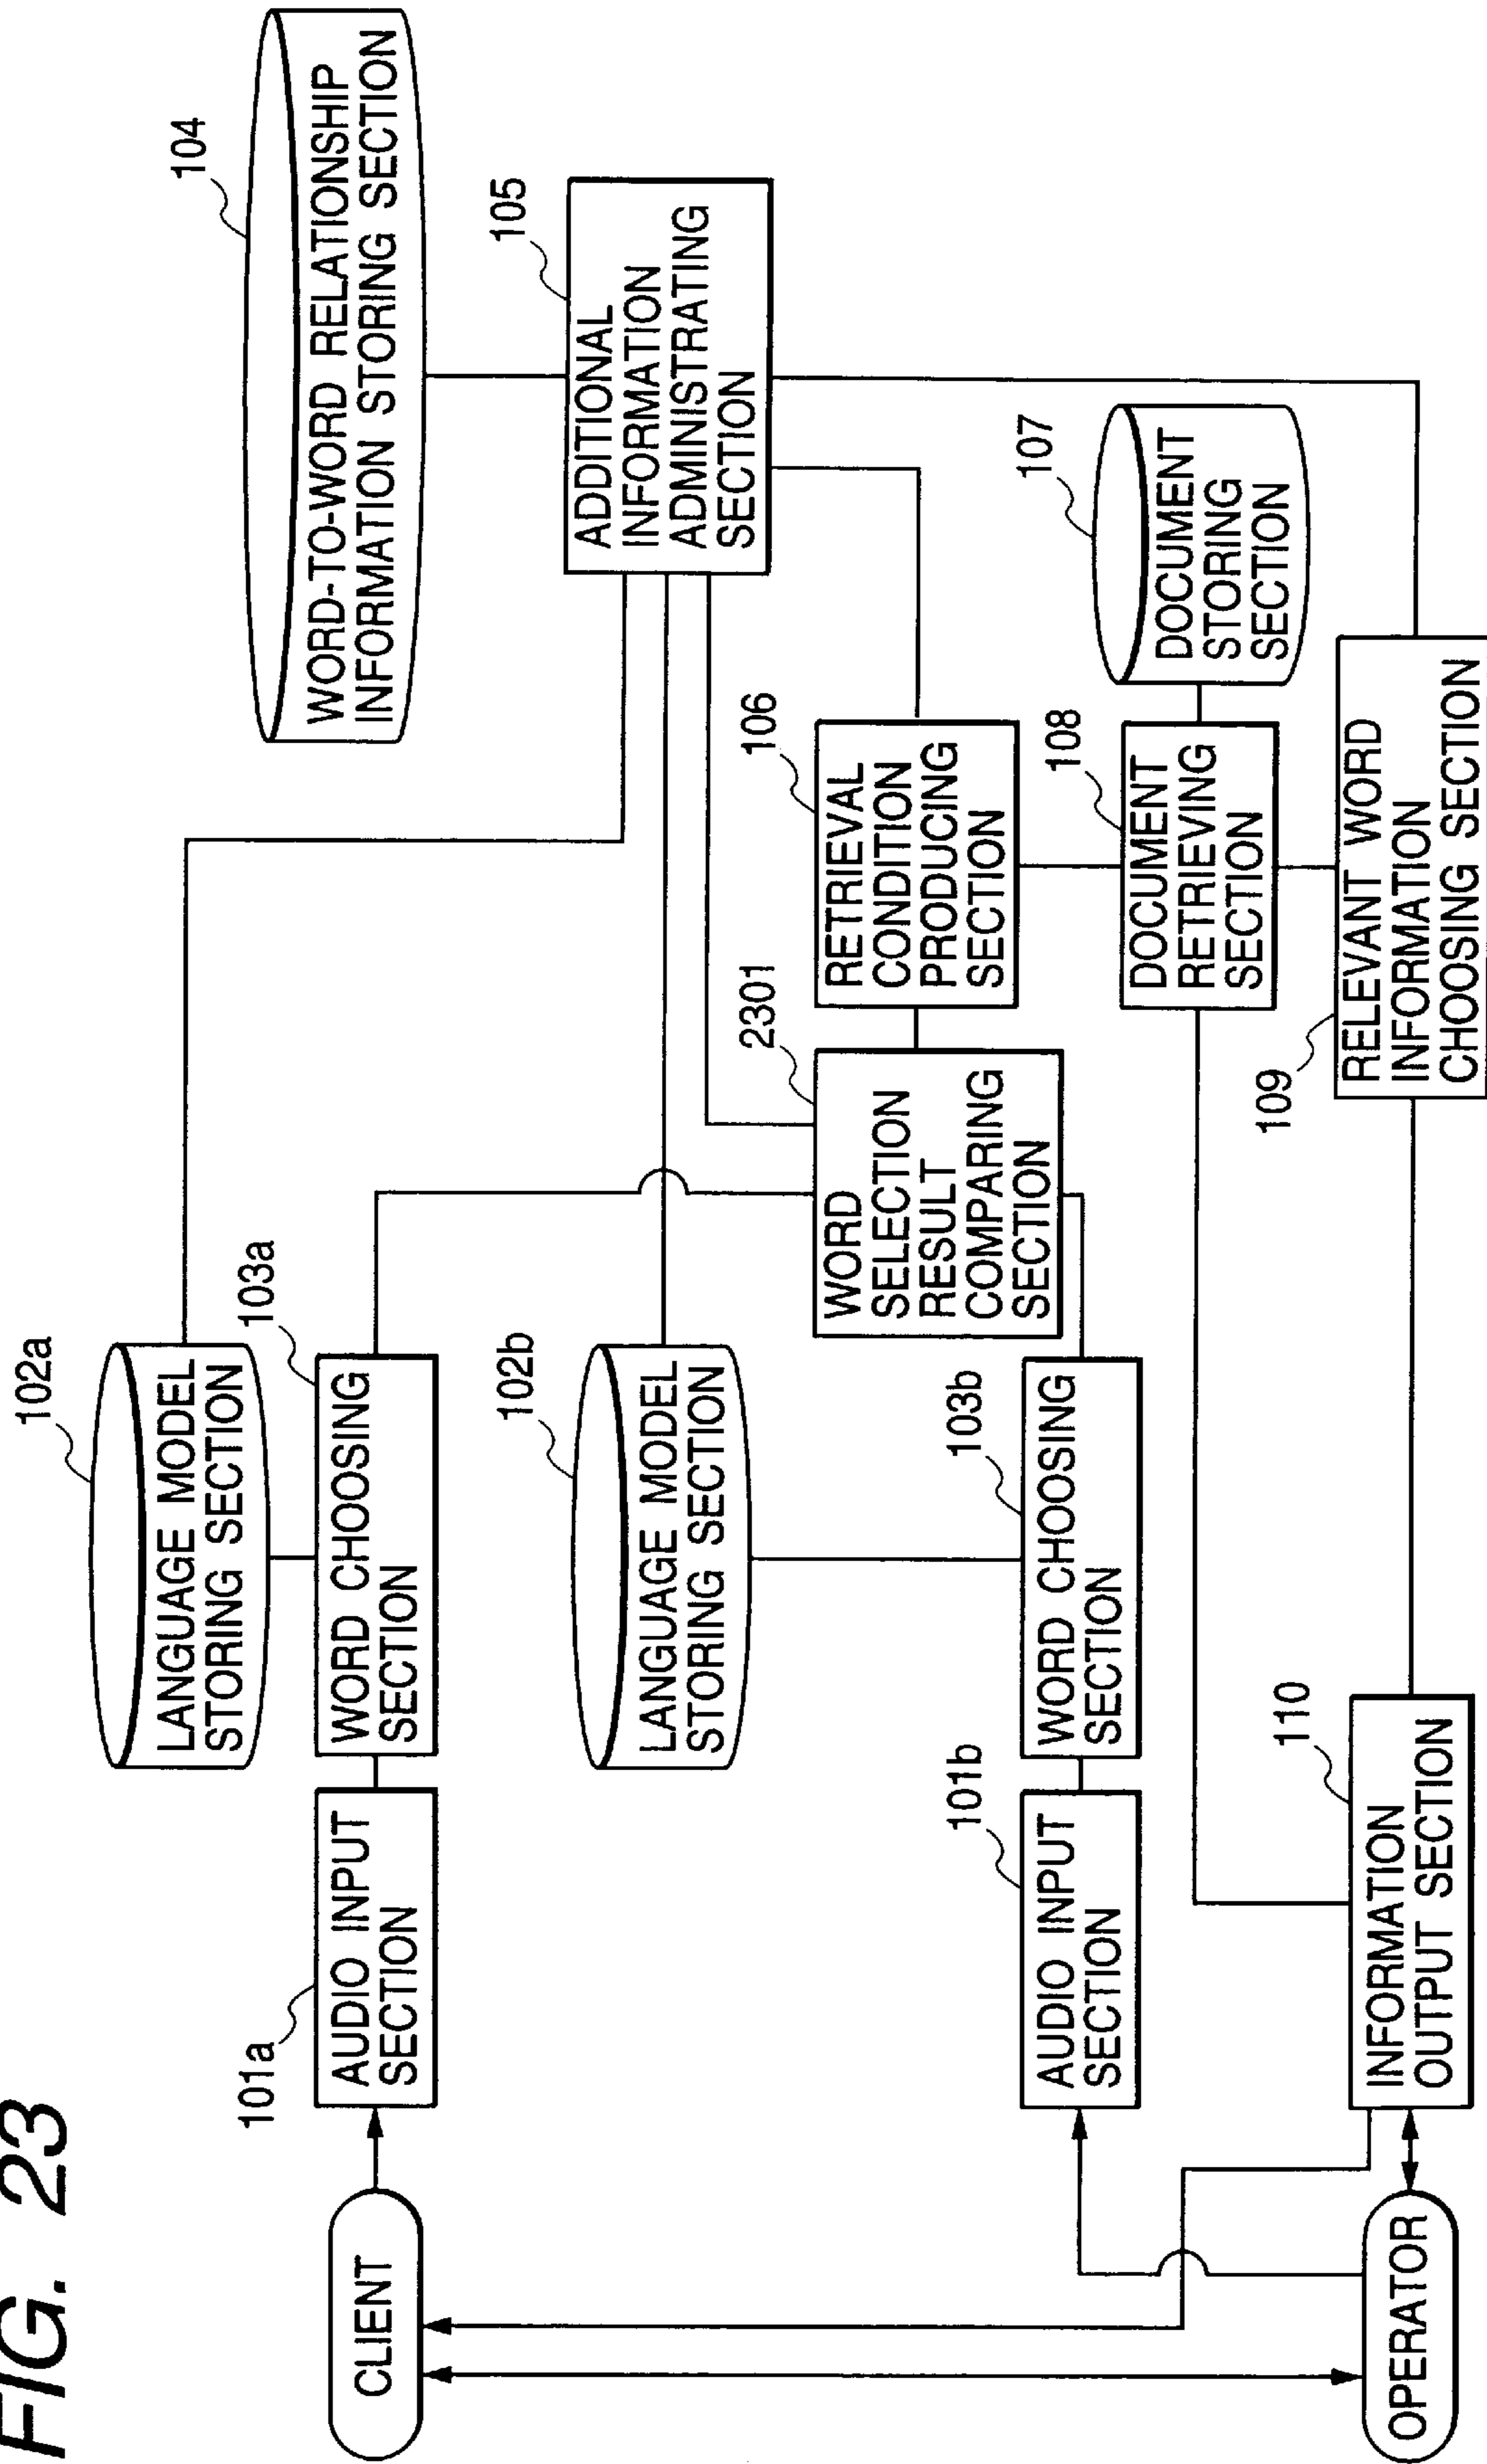 FIG. 23
102a
LANGUAGE MODEL
STORING SECTION
104
WORD-TO-WORD RELATIONSHIP
INFORMATION STORING SECTION
101a
AUDIO INPUT
SECTION
103a
WORD CHOOSING
SECTION
CLIENT
102b
LANGUAGE MODEL
STORING SECTION
105
ADDITIONAL
INFORMATION
ADMINISTRATING
SECTION
2301
WORD
SELECTION
RESULT
COMPARING
SECTION
106
RETRIEVAL
CONDITION
PRODUCING
SECTION
101b
AUDIO INPUT
SECTION
103b
WORD CHOOSING
SECTION
108
DOCUMENT
RETRIEVING
SECTION
107
DOCUMENT
STORING
SECTION
OPERATOR
110
INFORMATION
OUTPUT SECTION
109
RELEVANT WORD
INFORMATION
CHOOSING SECTION